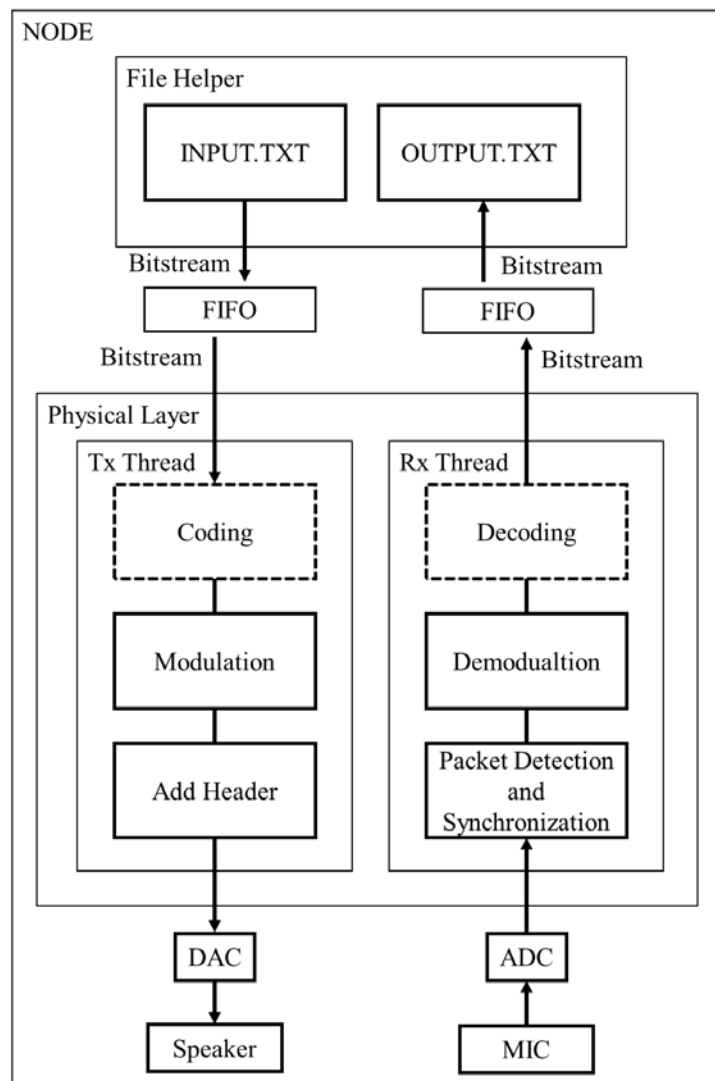 NODE
File Helper
INPUT.TXT
OUTPUT.TXT
Bitstream
Bitstream
FIFO
FIFO
Bitstream
Bitstream
Physical Layer
Tx Thread
Rx Thread
Coding
Decoding
Modulation
Demodualtion
Add Header
Packet Detection
and
Synchronization
DAC
ADC
Speaker
MIC